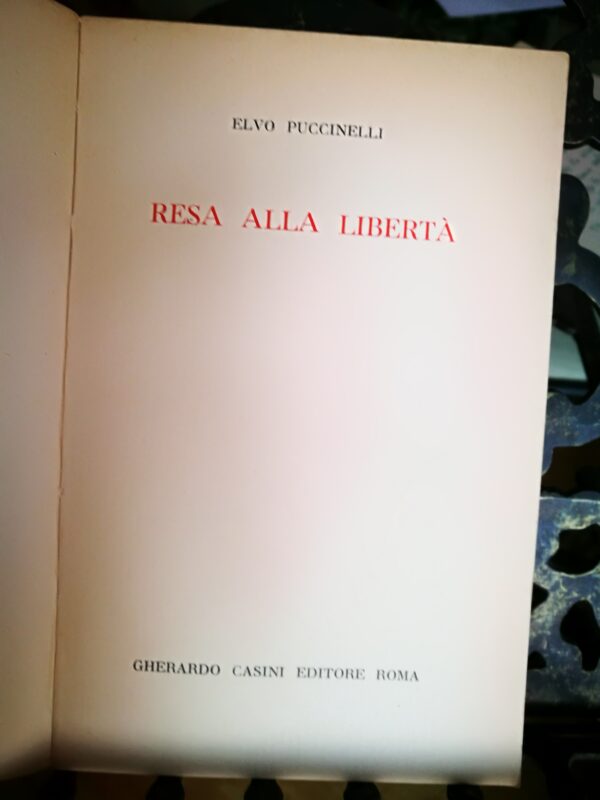 ELVO PUCCINELLI
RESA ALLA LIBERTÀ
GHERARDO CASINI EDITORE ROMA